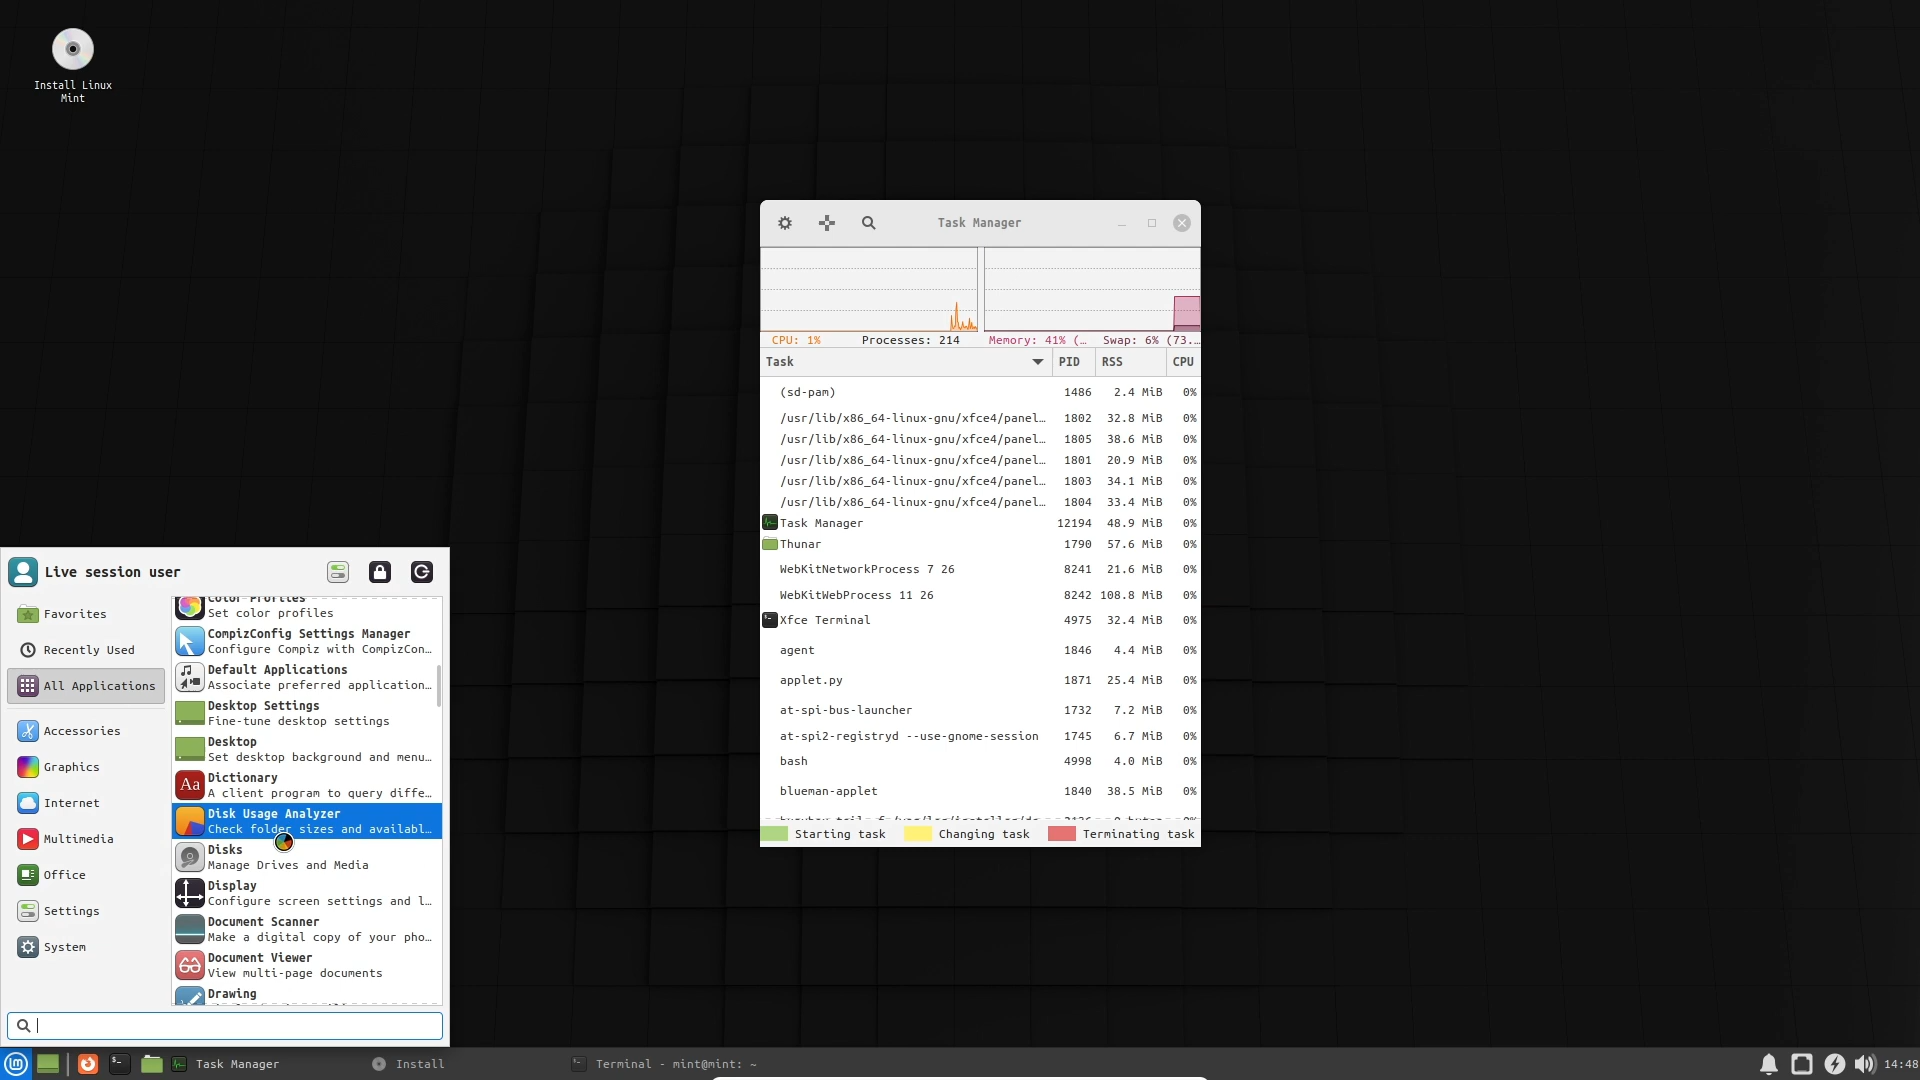 Install Linux
Mint
Task Manager
CPU: 1%
Processes: 214
Memory: 41% (…
Swap: 6% (73.…
Task
PID
RSS
CPU
(sd-pam) 1486 2.4 MiB 0%
/usr/lib/x86_64-linux-gnu/xfce4/panel… 1802 32.8 MiB 0%
/usr/lib/x86_64-linux-gnu/xfce4/panel… 1805 38.6 MiB 0%
/usr/lib/x86_64-linux-gnu/xfce4/panel… 1801 20.9 MiB 0%
/usr/lib/x86_64-linux-gnu/xfce4/panel… 1803 34.1 MiB 0%
/usr/lib/x86_64-linux-gnu/xfce4/panel… 1804 33.4 MiB 0%
Task Manager 12194 48.9 MiB 0%
Thunar 1790 57.6 MiB 0%
WebKitNetworkProcess 7 26 8241 21.6 MiB 0%
WebKitWebProcess 11 26 8242 108.8 MiB 0%
Xfce Terminal 4975 32.4 MiB 0%
agent 1846 4.4 MiB 0%
applet.py 1871 25.4 MiB 0%
at-spi-bus-launcher 1732 7.2 MiB 0%
at-spi2-registryd --use-gnome-session 1745 6.7 MiB 0%
bash 4998 4.0 MiB 0%
blueman-applet 1840 38.5 MiB 0%
Starting task
Changing task
Terminating task
Live session user
Favorites
Recently Used
All Applications
Accessories
Graphics
Internet
Multimedia
Office
Settings
System
Color Profiles
Set color profiles
CompizConfig Settings Manager
Configure Compiz with CompizCon…
Default Applications
Associate preferred application…
Desktop Settings
Fine-tune desktop settings
Desktop
Set desktop background and menu…
Dictionary
A client program to query diffe…
Disk Usage Analyzer
Check folder sizes and availabl…
Disks
Manage Drives and Media
Display
Configure screen settings and l…
Document Scanner
Make a digital copy of your pho…
Document Viewer
View multi-page documents
Drawing
Task Manager
Install
Terminal - mint@mint: ~
14:48